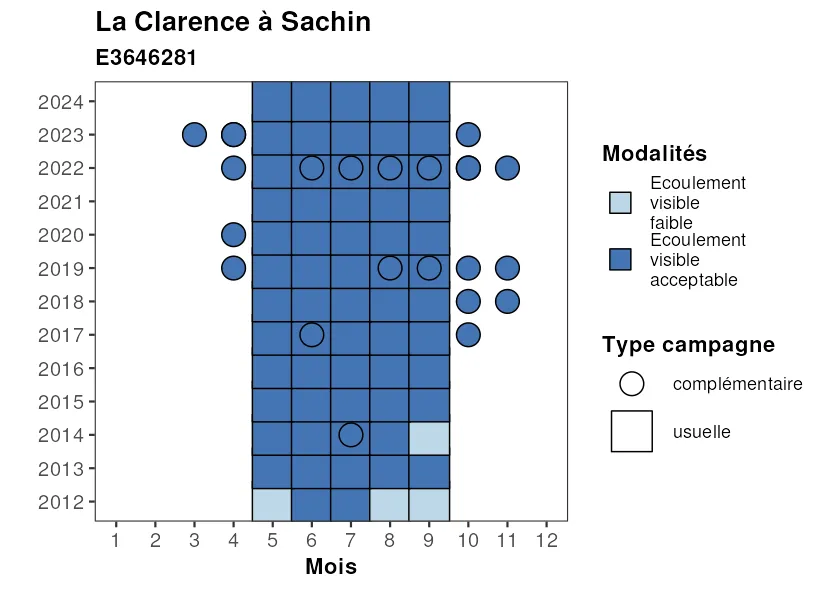 La Clarence à Sachin
E3646281
2024
2023
2022
2021
2020
2019
2018
2017
2016
2015
2014
2013
2012
1 2 3 4 5 6 7 8 9 10 11 12
Mois
Modalités
Ecoulement
visible
faible
Ecoulement
visible
acceptable
Type campagne
complémentaire
usuelle